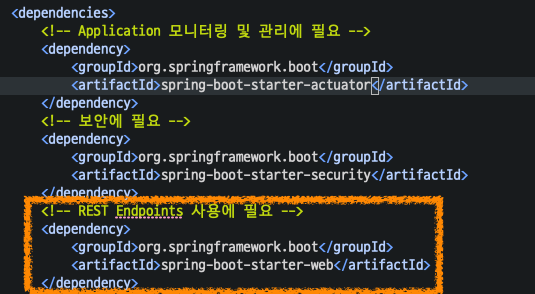 <dependencies>
<!-- Application 모니터링 및 관리에 필요 -->
<dependency>
<groupId>org.springframework.boot</groupId>
<artifactId>spring-boot-starter-actuator</artifactId>
</dependency>
<!-- 보안에 필요 -->
<dependency>
<groupId>org.springframework.boot</groupId>
<artifactId>spring-boot-starter-security</artifactId>
</dependency>
<!-- REST Endpoints 사용에 필요 -->
<dependency>
<groupId>org.springframework.boot</groupId>
<artifactId>spring-boot-starter-web</artifactId>
</dependency>